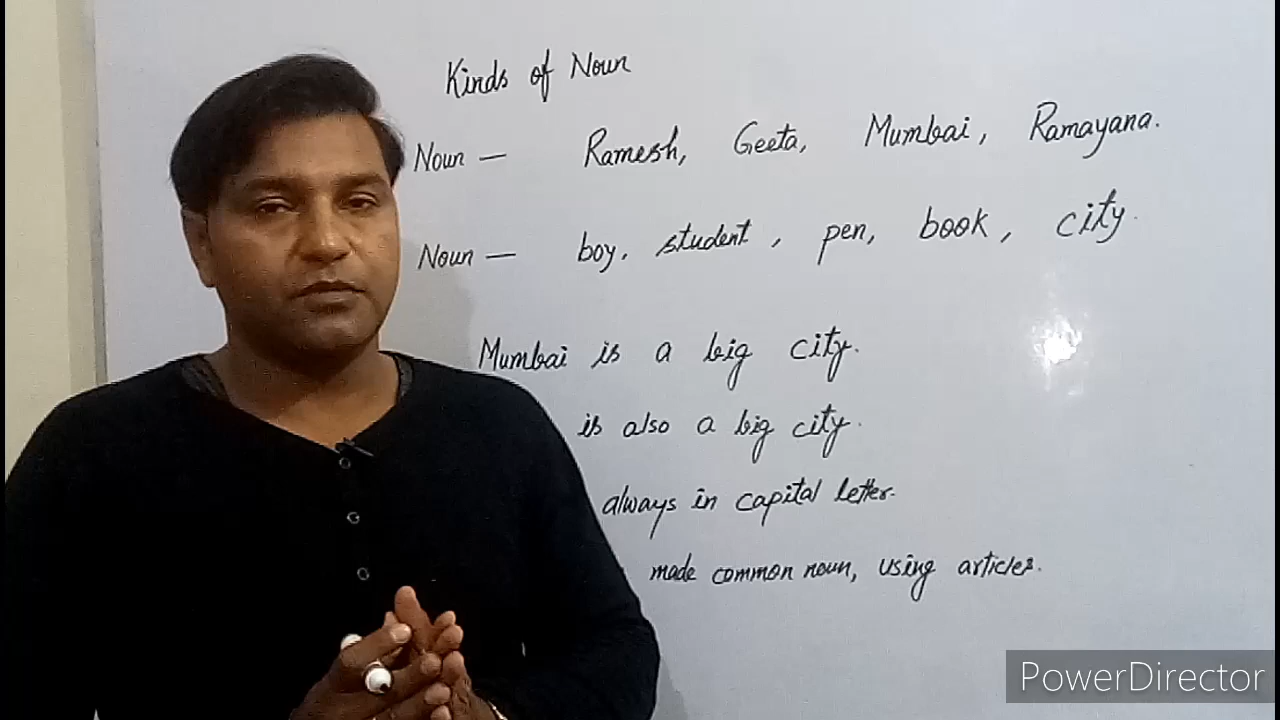 Kinds of Noun
Noun — Ramesh, Geeta, Mumbai, Ramayana.
Noun — boy, student, pen, book, city.
Mumbai is a big city.
is also a big city.
always in capital letter.
made common noun, using articles.
PowerDirector